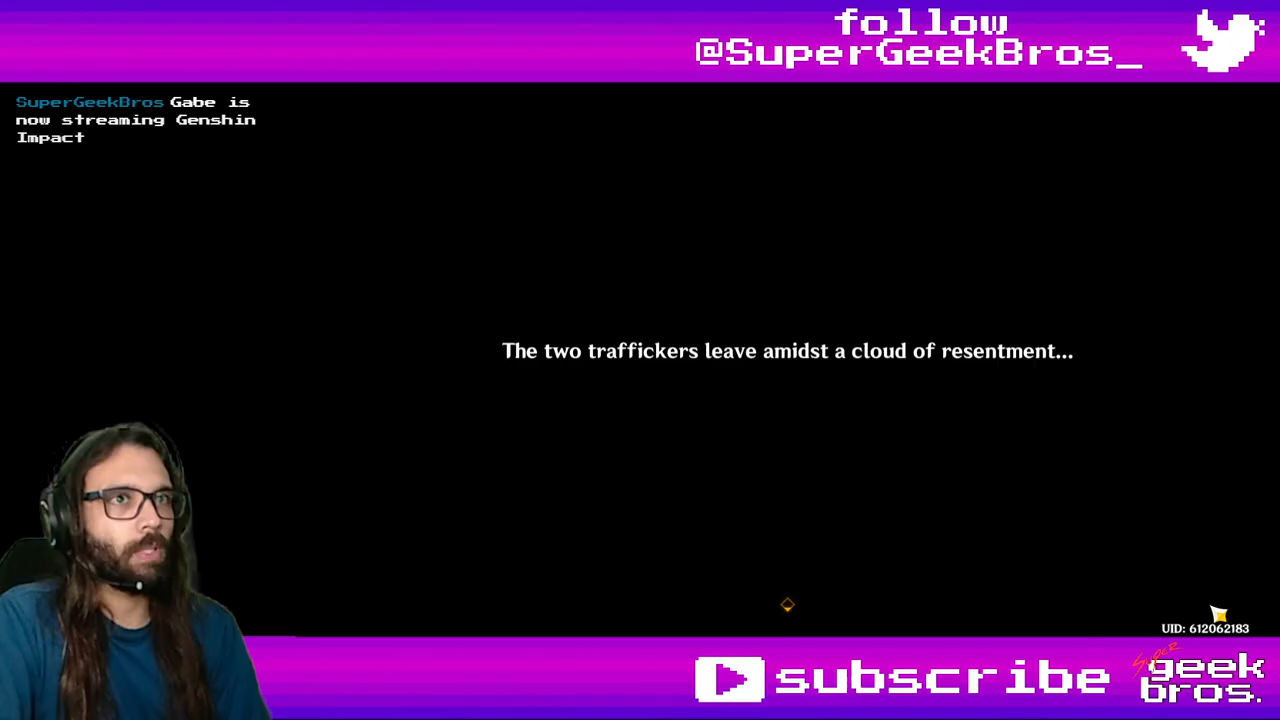 follow
@SuperGeekBros_
SuperGeekBros Gabe is
now streaming Genshin
Impact
The two traffickers leave amidst a cloud of resentment...
UID: 612062183
subscribe
SUPER
geek
bros.